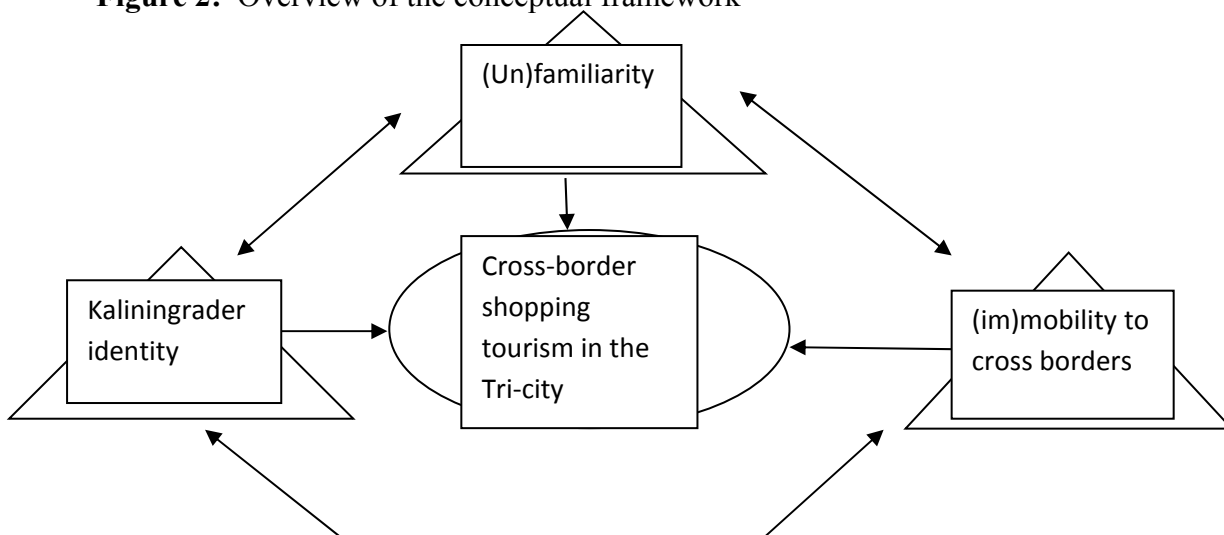 Figure 2: Overview of the conceptual framework
(Un)familiarity
Cross-border
shopping
tourism in the
Tri-city
Kaliningrader
identity
(im)mobility to
cross borders